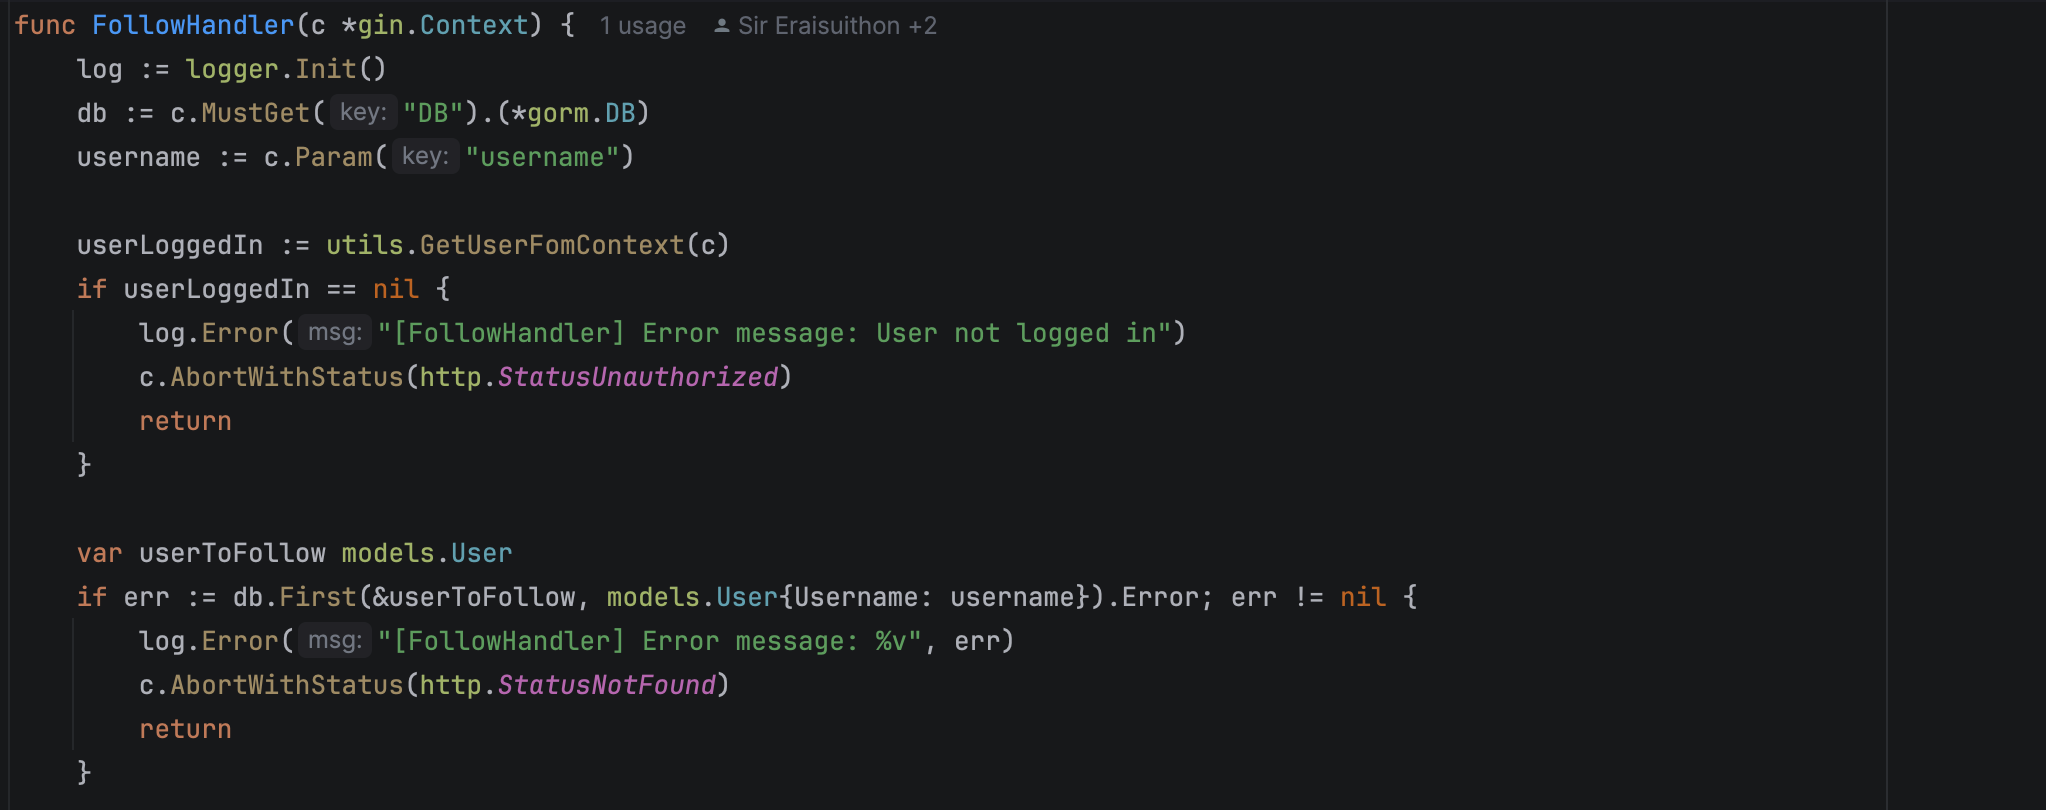 func FollowHandler(c *gin.Context) { 1 usage Sir Eraisuithon +2
log := logger.Init()
db := c.MustGet( key: "DB").(*gorm.DB)
username := c.Param( key: "username")
userLoggedIn := utils.GetUserFomContext(c)
if userLoggedIn == nil {
log.Error( msg: "[FollowHandler] Error message: User not logged in")
c.AbortWithStatus(http.StatusUnauthorized)
return
}
var userToFollow models.User
if err := db.First(&userToFollow, models.User{Username: username}).Error; err != nil {
log.Error( msg: "[FollowHandler] Error message: %v", err)
c.AbortWithStatus(http.StatusNotFound)
return
}